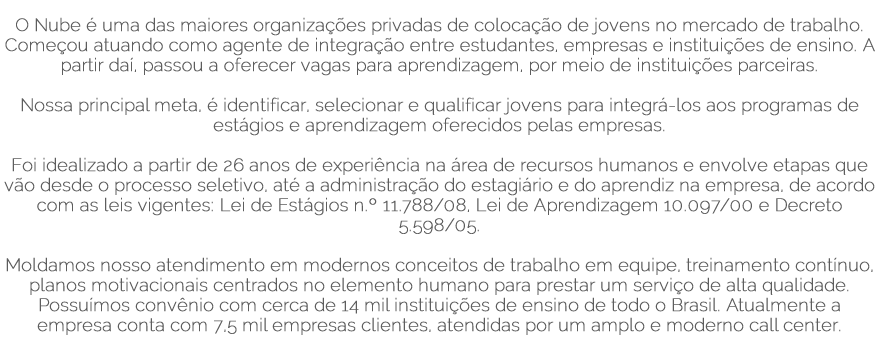 O Nube é uma das maiores organizações privadas de colocação de jovens no mercado de trabalho.
Começou atuando como agente de integração entre estudantes, empresas e instituições de ensino. A
partir daí, passou a oferecer vagas para aprendizagem, por meio de instituições parceiras.
Nossa principal meta, é identificar, selecionar e qualificar jovens para integrá-los aos programas de
estágios e aprendizagem oferecidos pelas empresas.
Foi idealizado a partir de 26 anos de experiência na área de recursos humanos e envolve etapas que
vão desde o processo seletivo, até a administração do estagiário e do aprendiz na empresa, de acordo
com as leis vigentes: Lei de Estágios n.º 11.788/08, Lei de Aprendizagem 10.097/00 e Decreto
5.598/05.
Moldamos nosso atendimento em modernos conceitos de trabalho em equipe, treinamento contínuo,
planos motivacionais centrados no elemento humano para prestar um serviço de alta qualidade.
Possuímos convênio com cerca de 14 mil instituições de ensino de todo o Brasil. Atualmente a
empresa conta com 7,5 mil empresas clientes, atendidas por um amplo e moderno call center.